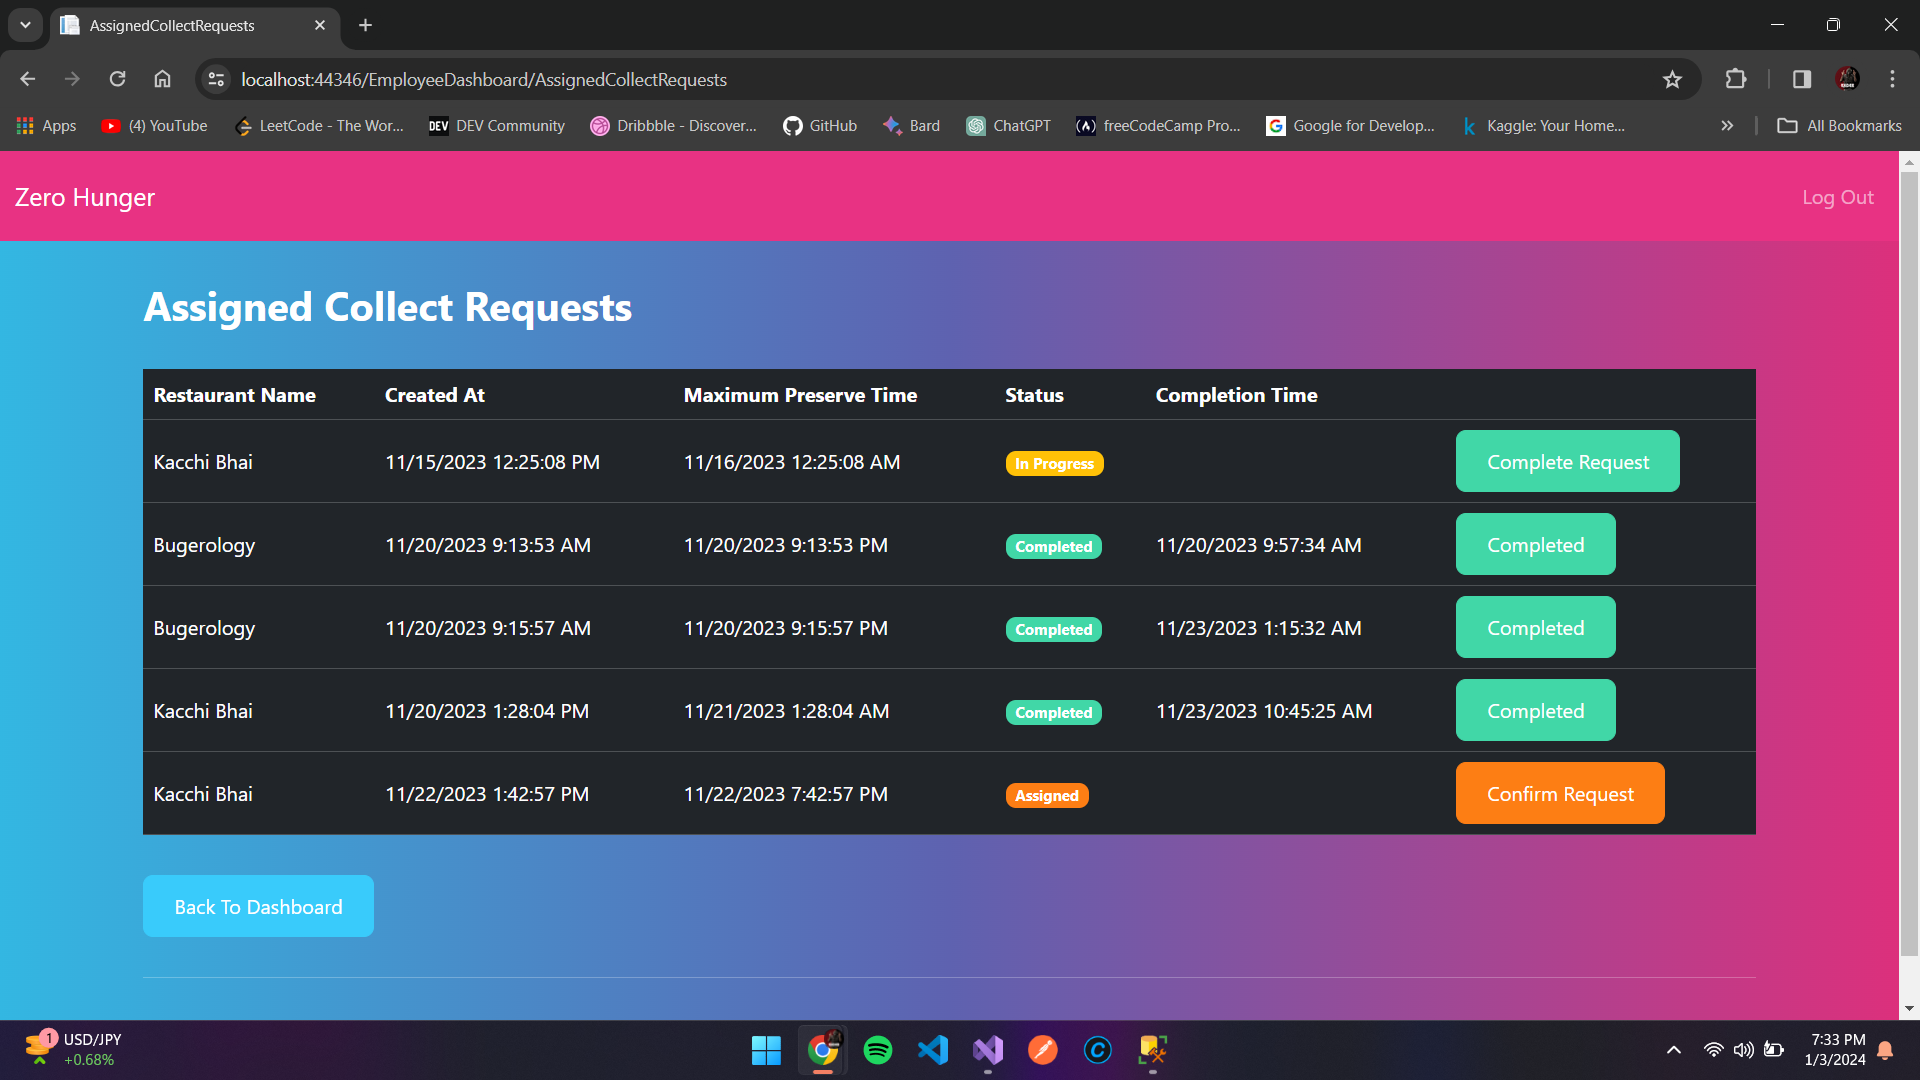 AssignedCollectRequests
localhost:44346/EmployeeDashboard/AssignedCollectRequests
Apps (4) YouTube LeetCode - The Wor... DEV DEV Community Dribbble - Discover... GitHub Bard ChatGPT freeCodeCamp Pro... Google for Develop... Kaggle: Your Home... » All Bookmarks
Zero Hunger Log Out
Assigned Collect Requests
Restaurant Name Created At Maximum Preserve Time Status Completion Time
Kacchi Bhai 11/15/2023 12:25:08 PM 11/16/2023 12:25:08 AM In Progress Complete Request
Bugerology 11/20/2023 9:13:53 AM 11/20/2023 9:13:53 PM Completed 11/20/2023 9:57:34 AM Completed
Bugerology 11/20/2023 9:15:57 AM 11/20/2023 9:15:57 PM Completed 11/23/2023 1:15:32 AM Completed
Kacchi Bhai 11/20/2023 1:28:04 PM 11/21/2023 1:28:04 AM Completed 11/23/2023 10:45:25 AM Completed
Kacchi Bhai 11/22/2023 1:42:57 PM 11/22/2023 7:42:57 PM Assigned Confirm Request
Back To Dashboard
1 USD/JPY
+0.68%
7:33 PM
1/3/2024